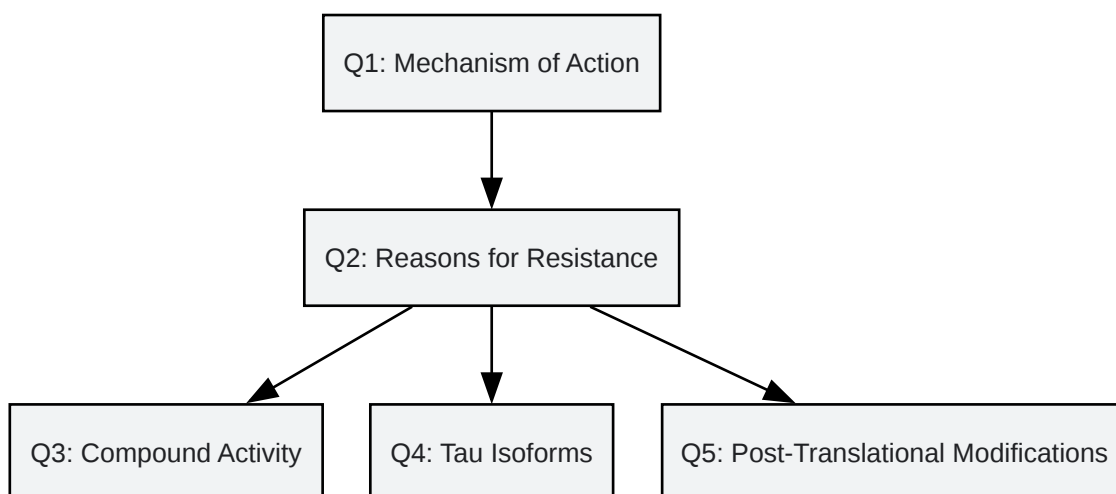 Q1: Mechanism of Action
Q2: Reasons for Resistance
Q3: Compound Activity
Q4: Tau Isoforms
Q5: Post-Translational Modifications